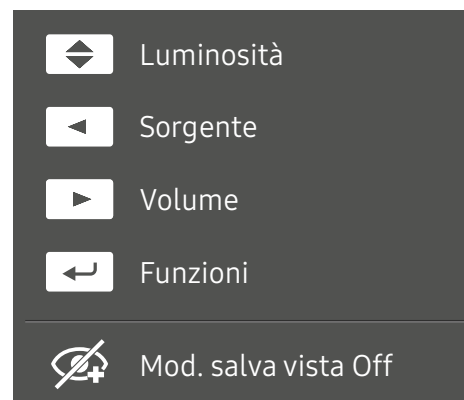 Luminosità
Sorgente
Volume
Funzioni
Mod. salva vista Off